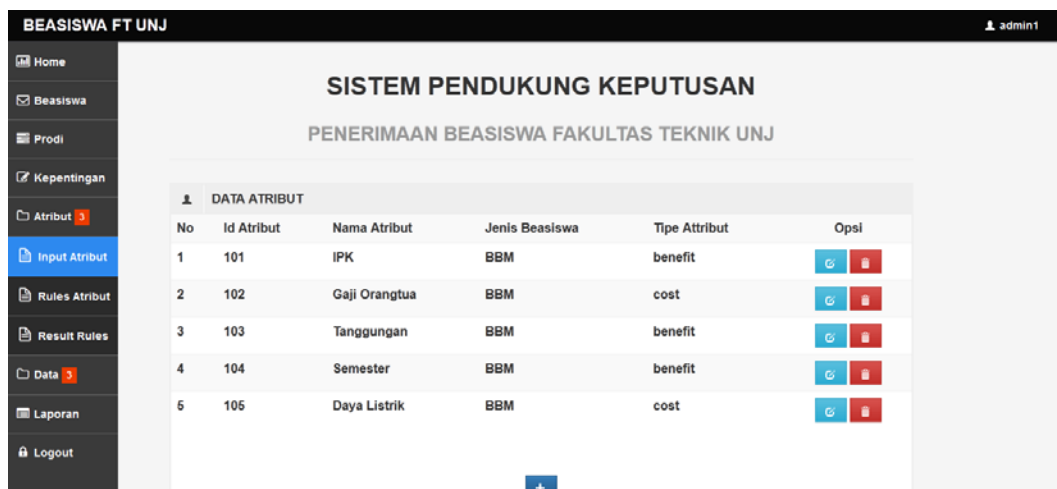 BEASISWA FT UNJ
admin1
Home
Beasiswa
Prodi
Kepentingan
Atribut 3
Input Atribut
Rules Atribut
Result Rules
Data 3
Laporan
Logout
SISTEM PENDUKUNG KEPUTUSAN
PENERIMAAN BEASISWA FAKULTAS TEKNIK UNJ
DATA ATRIBUT
No Id Atribut Nama Atribut Jenis Beasiswa Tipe Attribut Opsi
1 101 IPK BBM benefit
2 102 Gaji Orangtua BBM cost
3 103 Tanggungan BBM benefit
4 104 Semester BBM benefit
5 105 Daya Listrik BBM cost
+